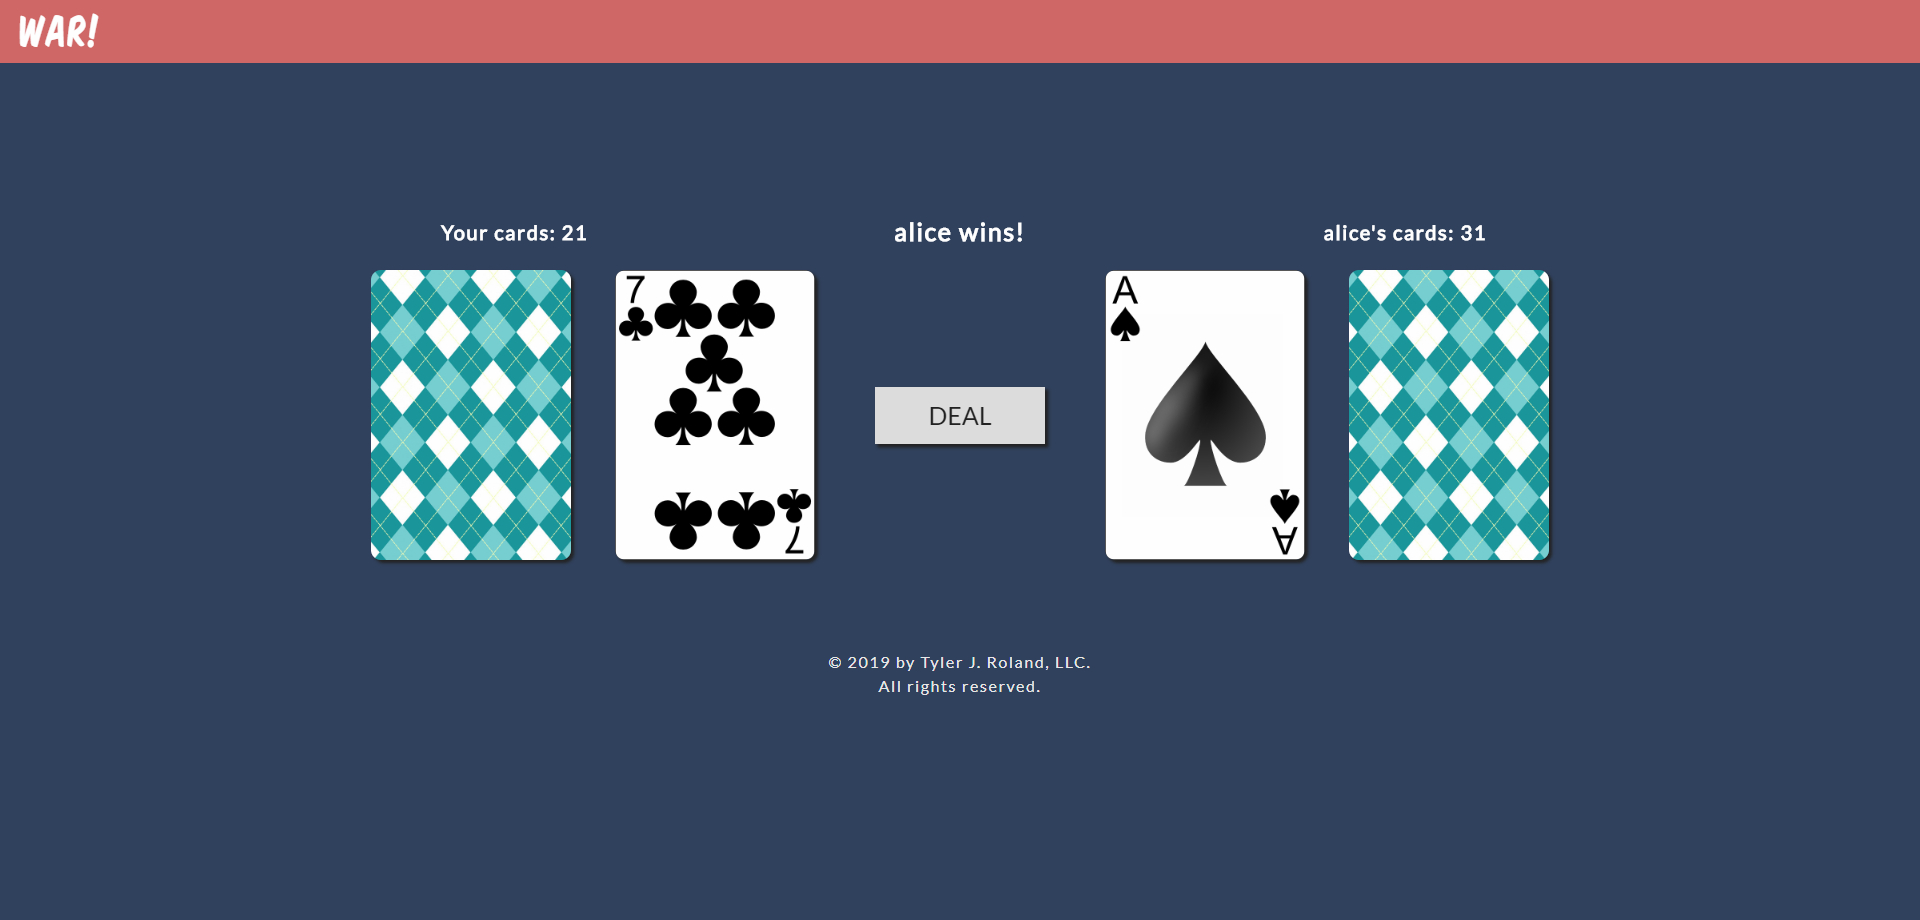 WAR!
Your cards: 21
alice wins!
alice's cards: 31
7
7
DEAL
A
A
© 2019 by Tyler J. Roland, LLC.
All rights reserved.